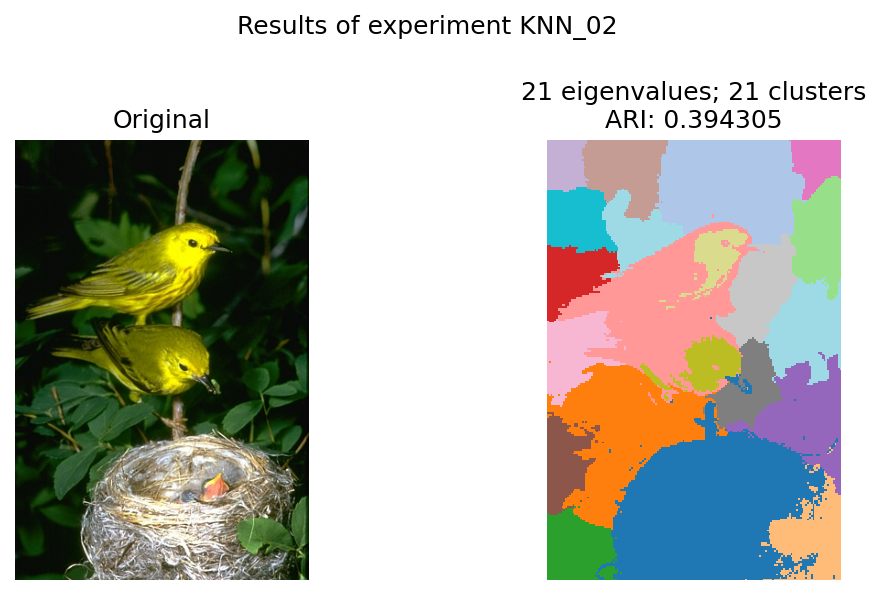 Results of experiment KNN_02
Original
21 eigenvalues; 21 clusters
ARI: 0.394305